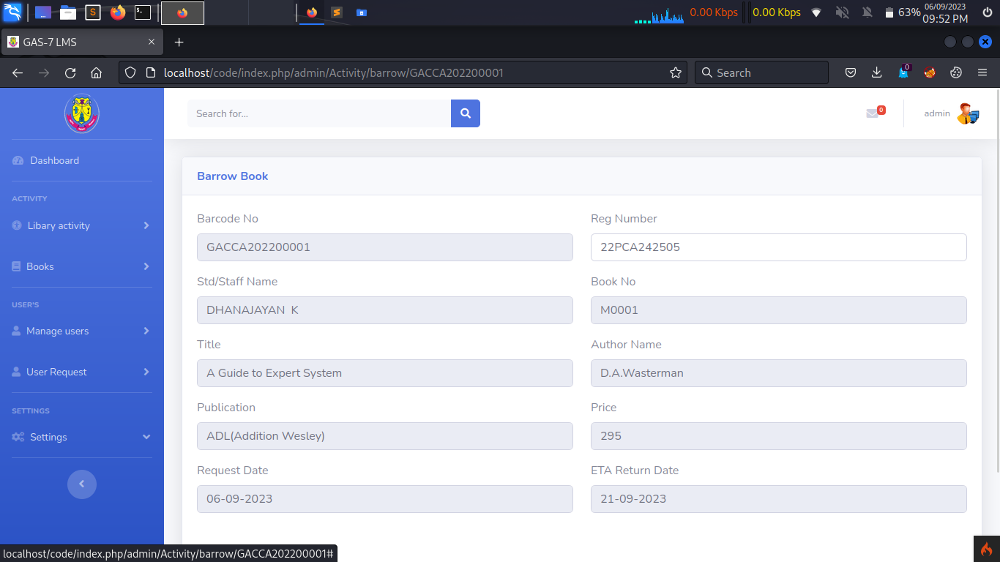 0.00 Kbps
0.00 Kbps
63%
06/09/2023
09:52 PM
GAS-7 LMS
localhost/code/index.php/admin/Activity/barrow/GACCA202200001
Search
0
Search for...
0
admin
Dashboard
ACTIVITY
Libary activity
Books
USER'S
Manage users
User Request
SETTINGS
Settings
Barrow Book
Barcode No
Reg Number
GACCA202200001
22PCA242505
Std/Staff Name
Book No
DHANAJAYAN  K
M0001
Title
Author Name
A Guide to Expert System
D.A.Wasterman
Publication
Price
ADL(Addition Wesley)
295
Request Date
ETA Return Date
06-09-2023
21-09-2023
localhost/code/index.php/admin/Activity/barrow/GACCA202200001#